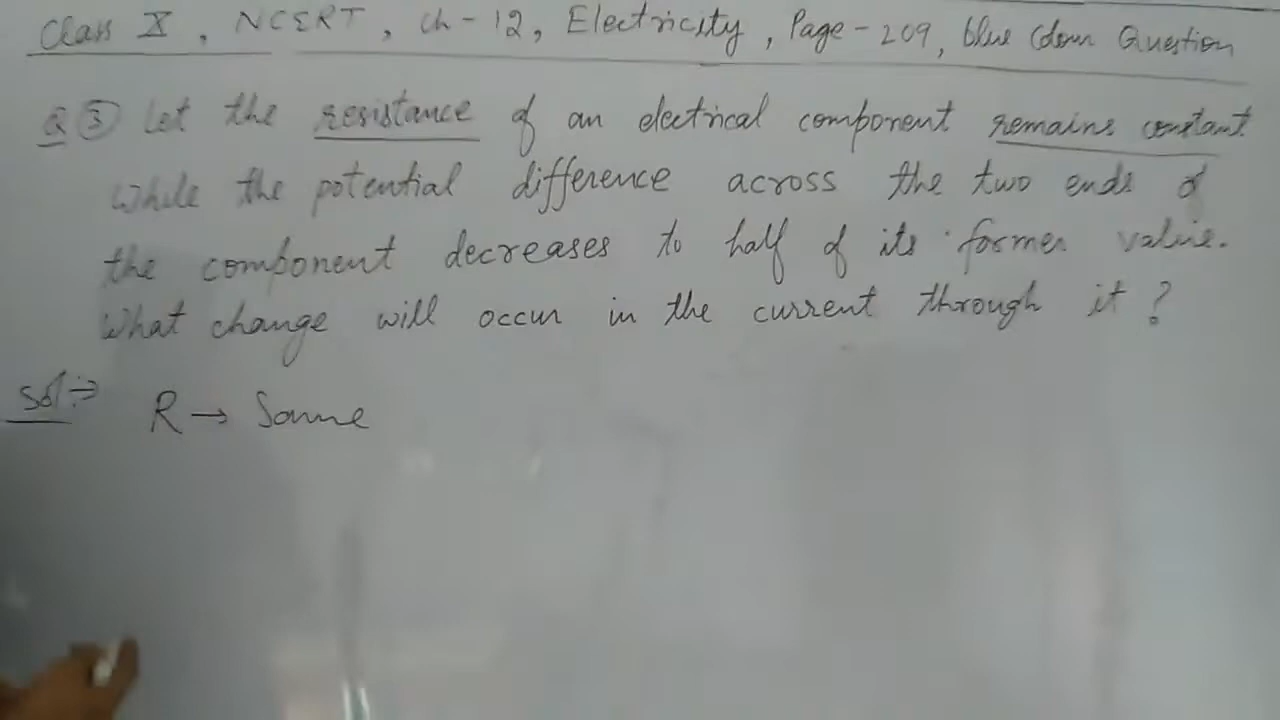 Class X, NCERT, Ch-12, Electricity, Page-209, blue Colour Question
Q ③ Let the resistance of an electrical component remains constant
While the potential difference across the two ends of
the component decreases to half of its former value.
What change will occur in the current through it?
Sol:⇒ R → Same